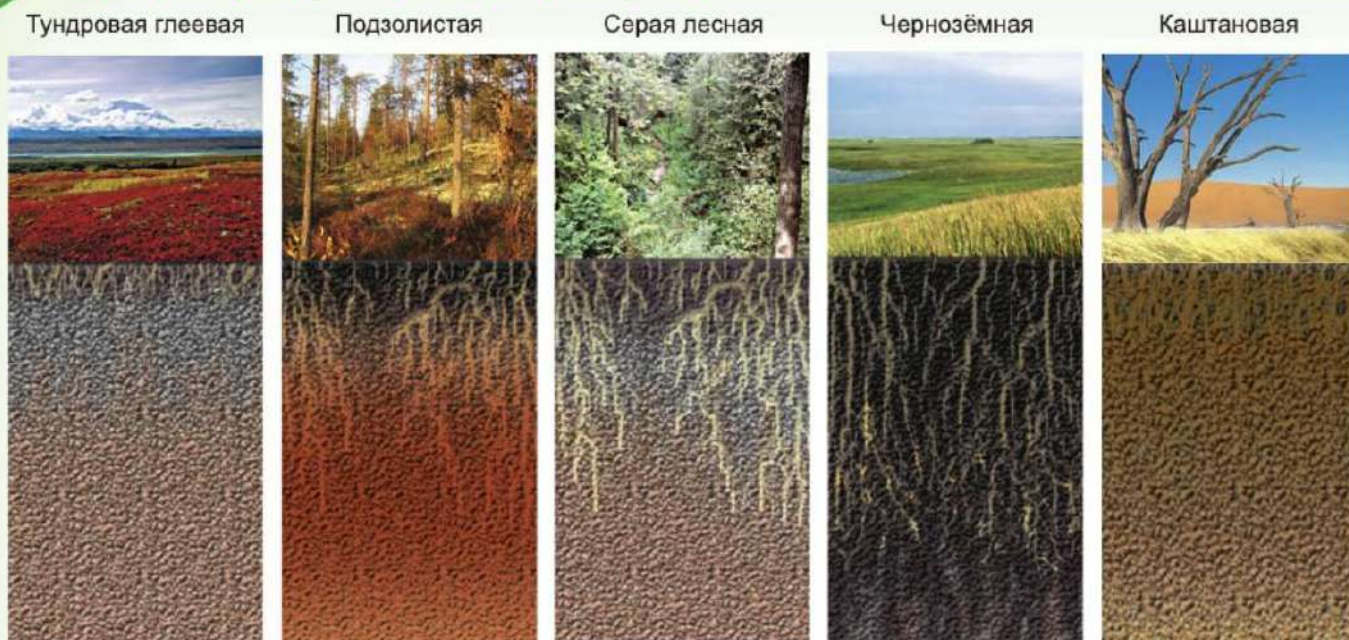 Тундровая глеевая Подзолистая Серая лесная Чернозёмная Каштановая